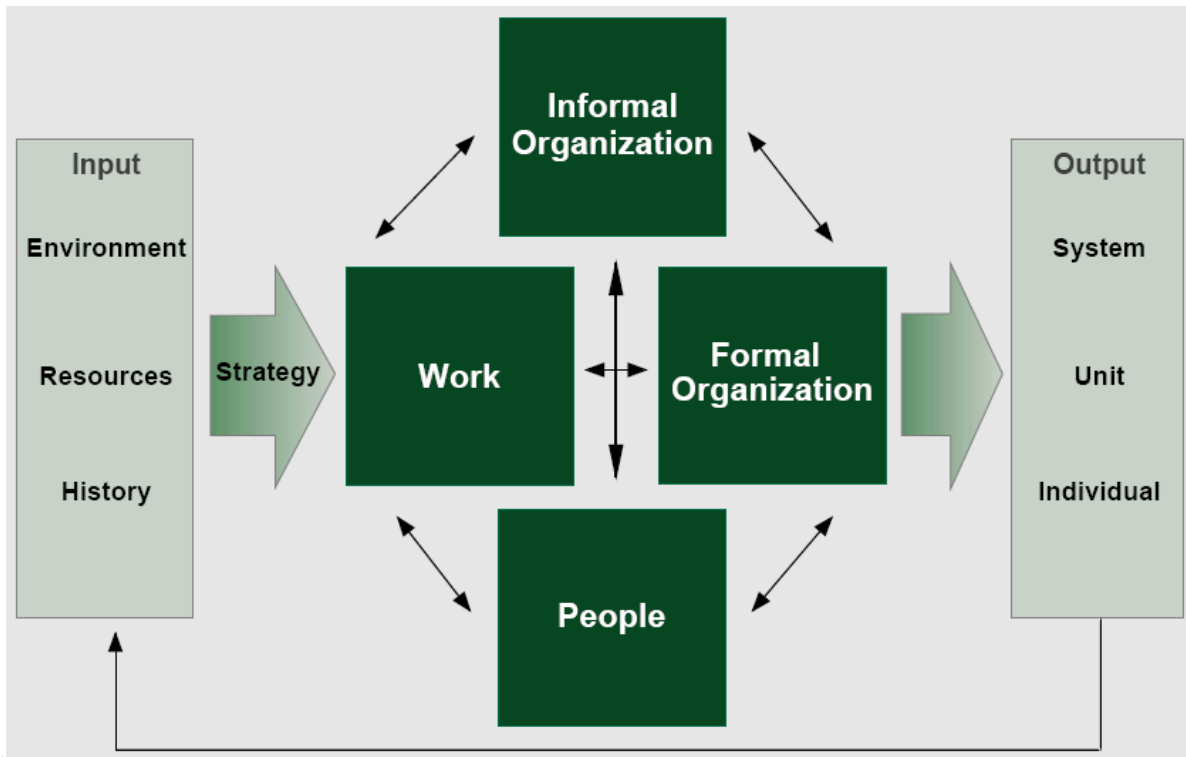 Informal
Organization
Input
Environment
Resources
History
Strategy
Work
Formal
Organization
People
Output
System
Unit
Individual